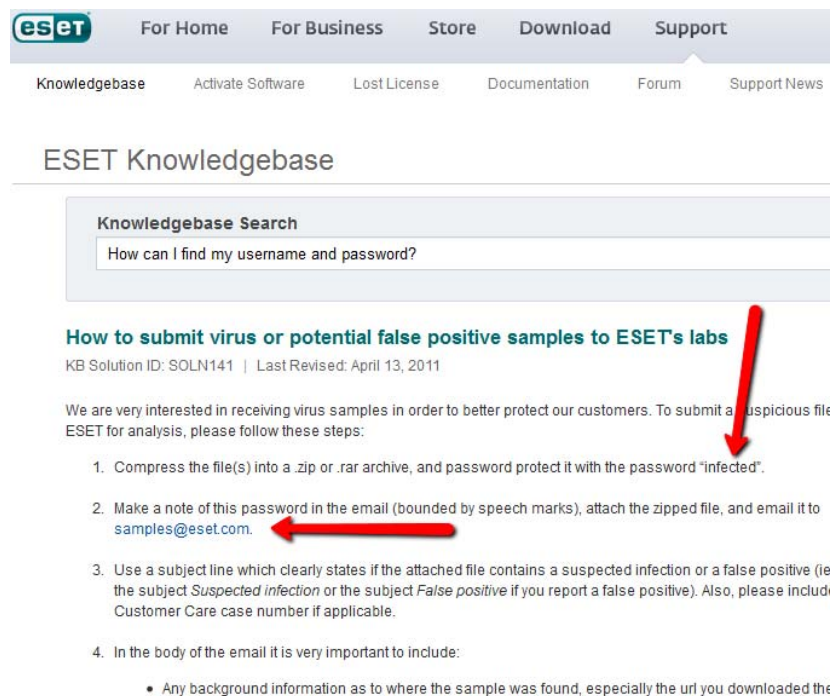 eset For Home For Business Store Download Support
Knowledgebase Activate Software Lost License Documentation Forum Support News
ESET Knowledgebase
Knowledgebase Search
How can I find my username and password?
How to submit virus or potential false positive samples to ESET's labs
KB Solution ID: SOLN141 | Last Revised: April 13, 2011
We are very interested in receiving virus samples in order to better protect our customers. To submit a suspicious file
ESET for analysis, please follow these steps:
1. Compress the file(s) into a .zip or .rar archive, and password protect it with the password “infected”.
2. Make a note of this password in the email (bounded by speech marks), attach the zipped file, and email it to
samples@eset.com.
3. Use a subject line which clearly states if the attached file contains a suspected infection or a false positive (ie
the subject Suspected infection or the subject False positive if you report a false positive). Also, please include
Customer Care case number if applicable.
4. In the body of the email it is very important to include:
• Any background information as to where the sample was found, especially the url you downloaded the